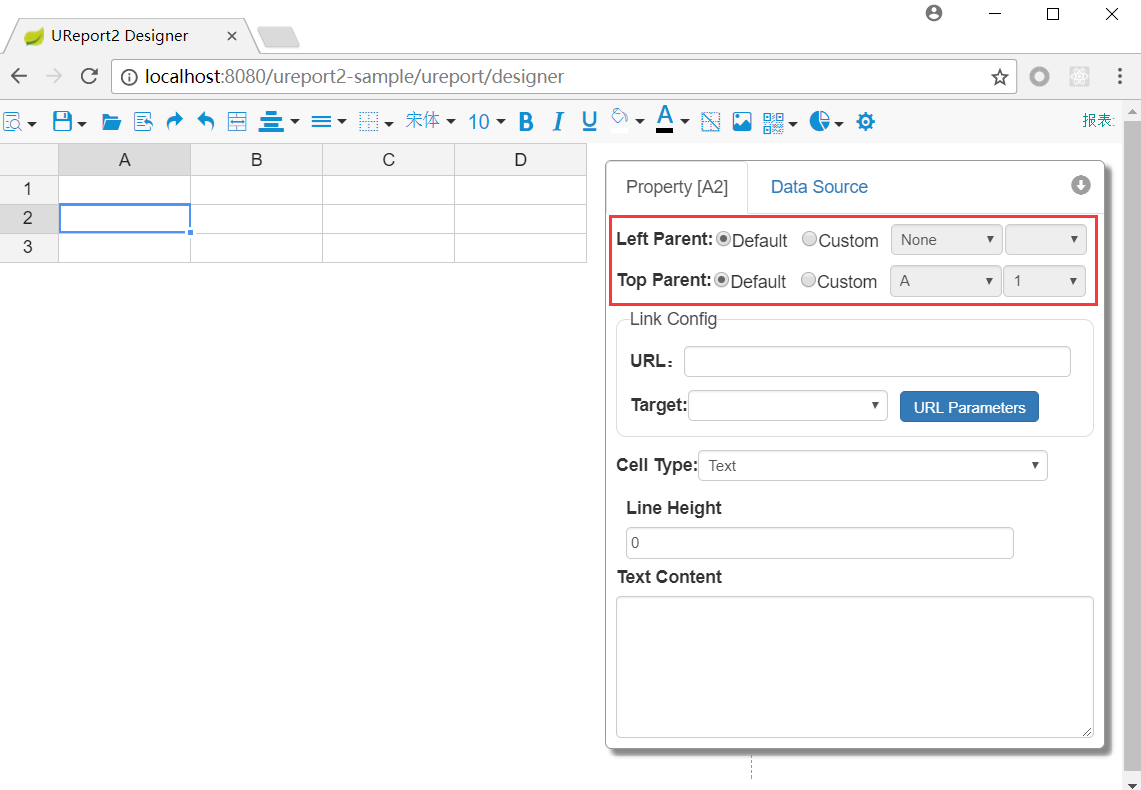 UReport2 Designer
localhost:8080/ureport2-sample/ureport/designer
宋体 10 B I U A 报表:
A B C D
1
2
3
Property [A2] Data Source
Left Parent: Default Custom None
Top Parent: Default Custom A 1
Link Config
URL：
Target: URL Parameters
Cell Type: Text
Line Height
0
Text Content